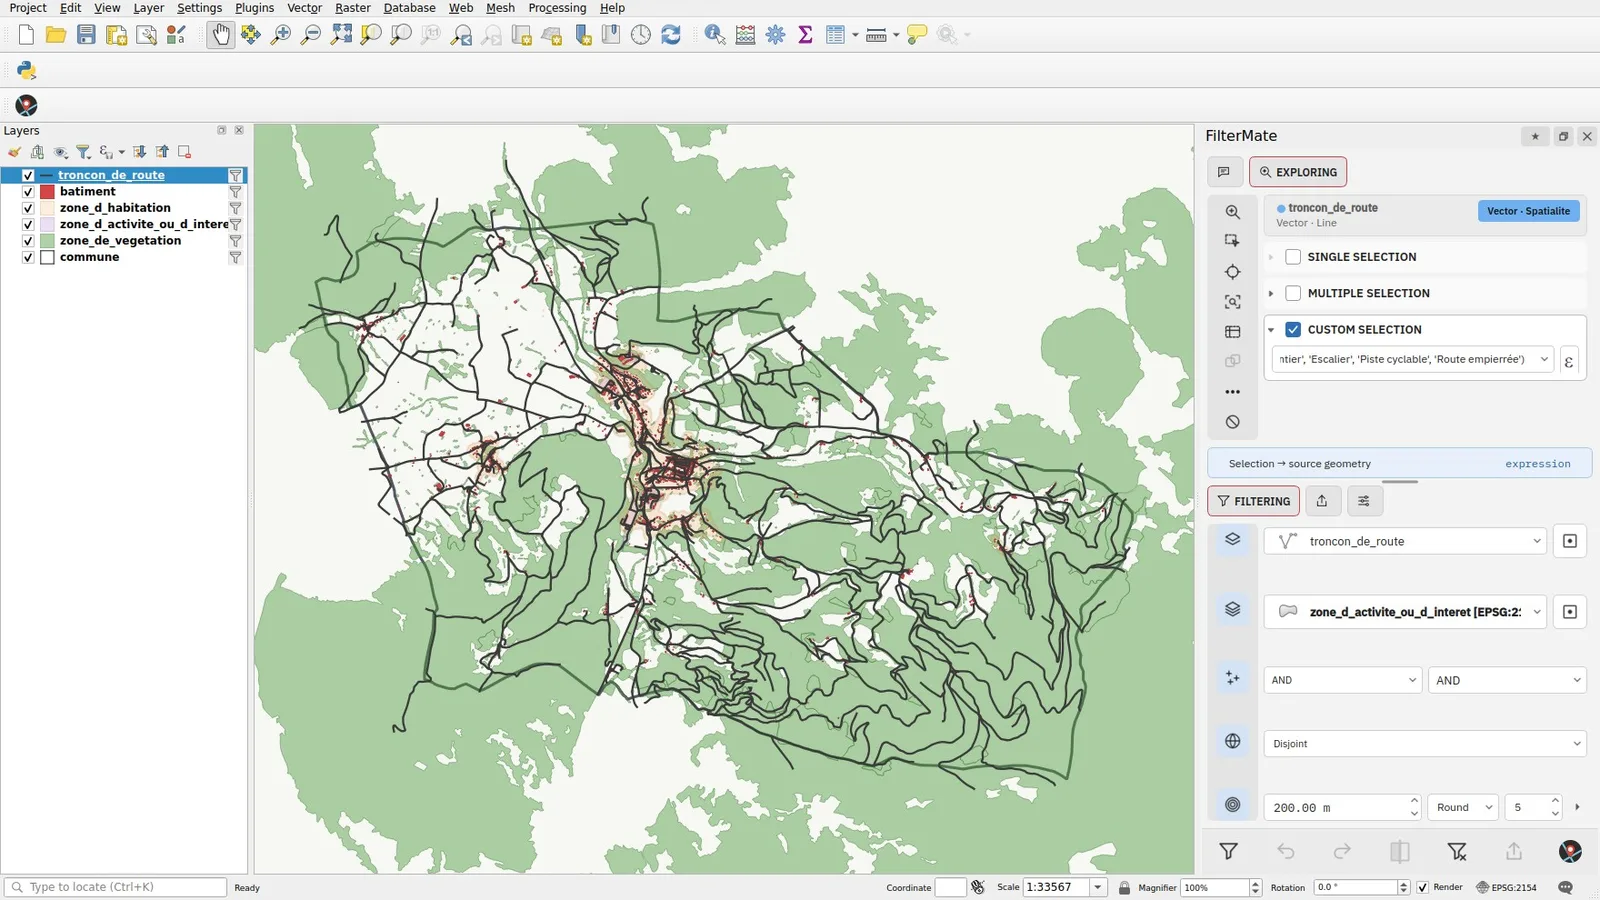 Project Edit View Layer Settings Plugins Vector Raster Database Web Mesh Processing Help
Layers
troncon_de_route
batiment
zone_d_habitation
zone_d_activite_ou_d_intere
zone_de_vegetation
commune
FilterMate
EXPLORING
troncon_de_route
Vector · Line
Vector · Spatialite
SINGLE SELECTION
MULTIPLE SELECTION
CUSTOM SELECTION
ntier', 'Escalier', 'Piste cyclable', 'Route empierrée')
ε
Selection → source geometry expression
FILTERING
troncon_de_route
zone_d_activite_ou_d_interet [EPSG:2:
AND AND
Disjoint
200.00 m Round 5
Type to locate (Ctrl+K) Ready Coordinate Scale 1:33567 Magnifier 100% Rotation 0.0 ° Render EPSG:2154